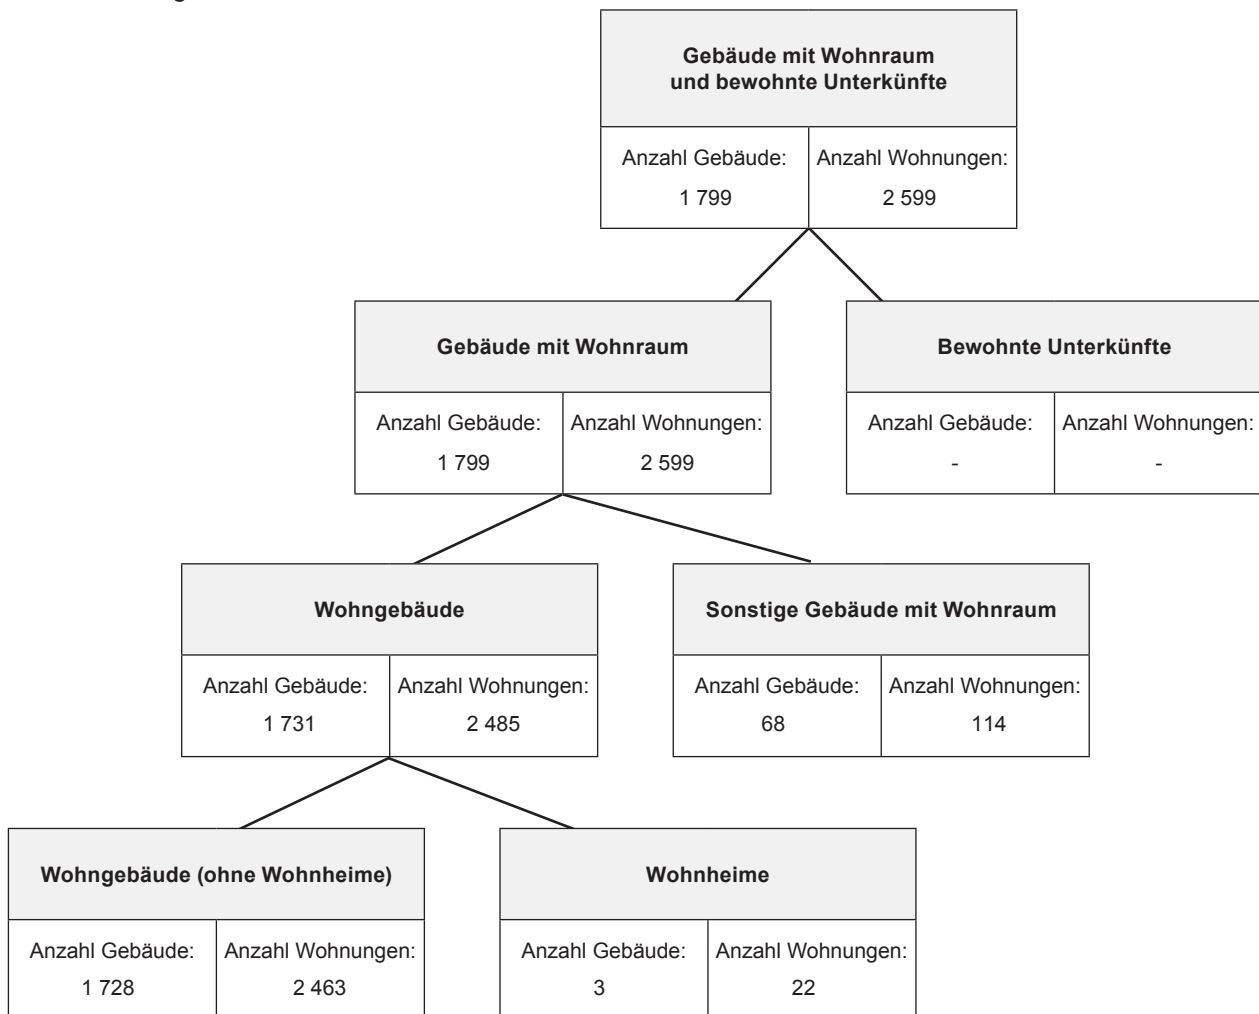 Gebäude mit Wohnraum
und bewohnte Unterkünfte
Anzahl Gebäude: Anzahl Wohnungen:
1 799 2 599
Gebäude mit Wohnraum Bewohnte Unterkünfte
Anzahl Gebäude: Anzahl Wohnungen: Anzahl Gebäude: Anzahl Wohnungen:
1 799 2 599 - -
Wohngebäude Sonstige Gebäude mit Wohnraum
Anzahl Gebäude: Anzahl Wohnungen: Anzahl Gebäude: Anzahl Wohnungen:
1 731 2 485 68 114
Wohngebäude (ohne Wohnheime) Wohnheime
Anzahl Gebäude: Anzahl Wohnungen: Anzahl Gebäude: Anzahl Wohnungen:
1 728 2 463 3 22